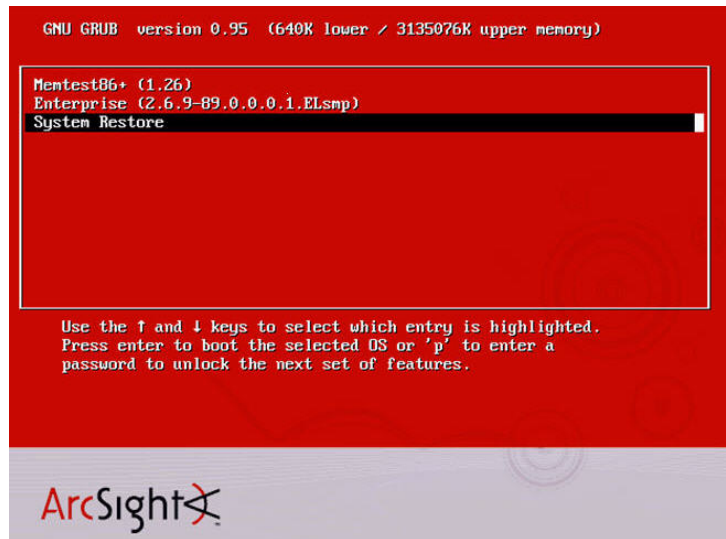 GNU GRUB version 0.95 (640K lower / 3135076K upper memory)
Memtest86+ (1.26)
Enterprise (2.6.9-89.0.0.0.1.ELsmp)
System Restore
Use the ↑ and ↓ keys to select which entry is highlighted.
Press enter to boot the selected OS or 'p' to enter a
password to unlock the next set of features.
ArcSight